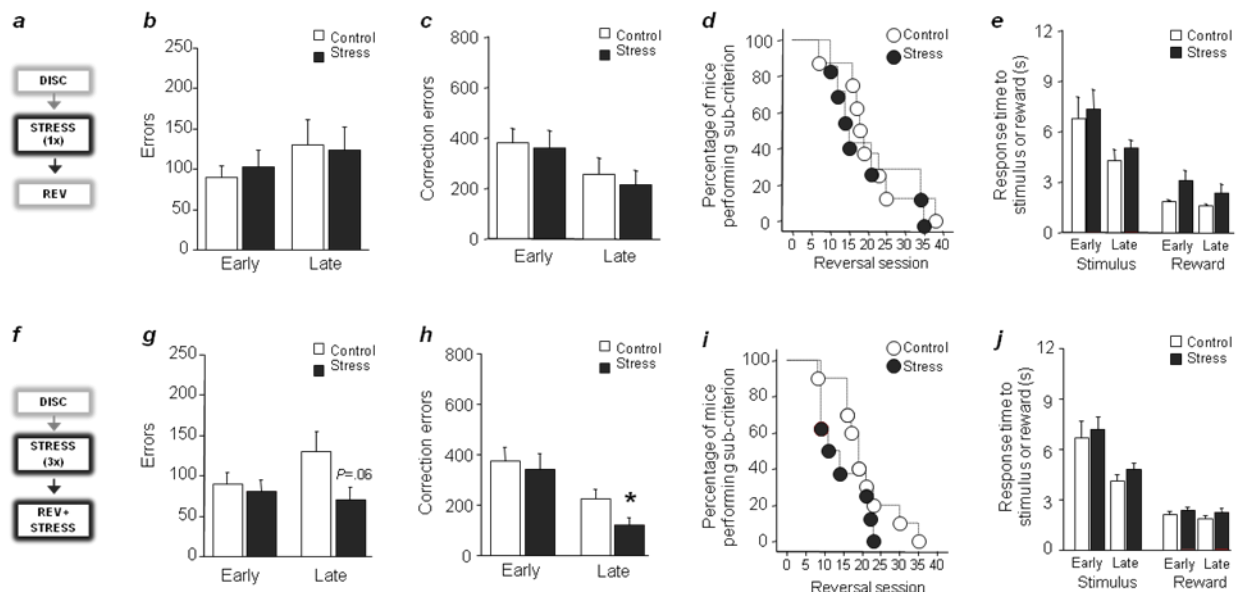 a
DISC
STRESS
(1x)
REV
b
Control
Stress
Errors
250
200
150
100
50
0
Early
Late
c
Control
Stress
Correction errors
800
600
400
200
0
Early
Late
d
Control
Stress
Percentage of mice
performing sub-criterion
100
80
60
40
20
0
0 5 10 15 20 25 30 35 40
Reversal session
e
Control
Stress
Response time to
stimulus or reward (s)
12
9
6
3
0
Early Late Early Late
Stimulus Reward
f
DISC
STRESS
(3x)
REV+
STRESS
g
Control
Stress
Errors
250
200
150
100
50
0
P=.06
Early
Late
h
Control
Stress
Correction errors
800
600
400
200
0
*
Early
Late
i
Control
Stress
Percentage of mice
performing sub-criterion
100
80
60
40
20
0
0 5 10 15 20 25 30 35 40
Reversal session
j
Control
Stress
Response time to
stimulus or reward (s)
12
9
6
3
0
Early Late Early Late
Stimulus Reward